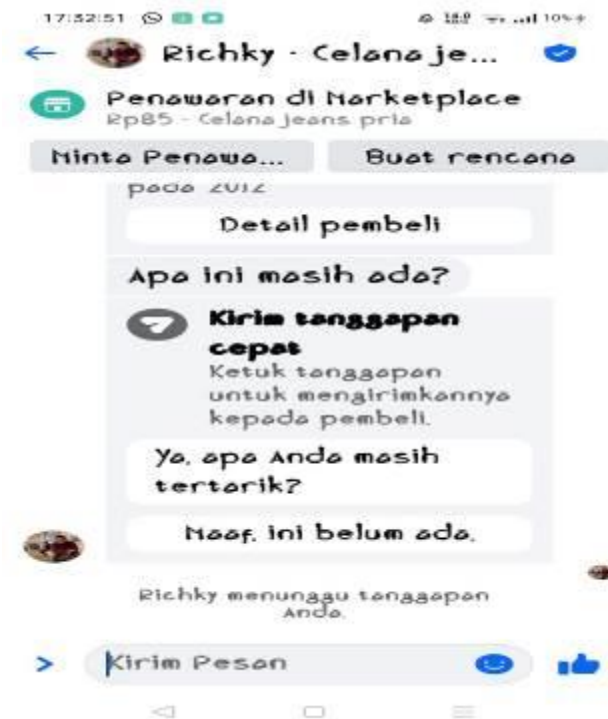 17:32:51 10%
Richky · Celana je...
Penawaran di Marketplace
Rp85 - Celana jeans pria
Minta Penawa... Buat rencana
pada 2012
Detail pembeli
Apa ini masih ada?
Kirim tanggapan
cepat
Ketuk tanggapan
untuk mengirimkannya
kepada pembeli.
Ya, apa Anda masih
tertarik?
Maaf, ini belum ada.
Richky menunggu tanggapan
Anda.
Kirim Pesan